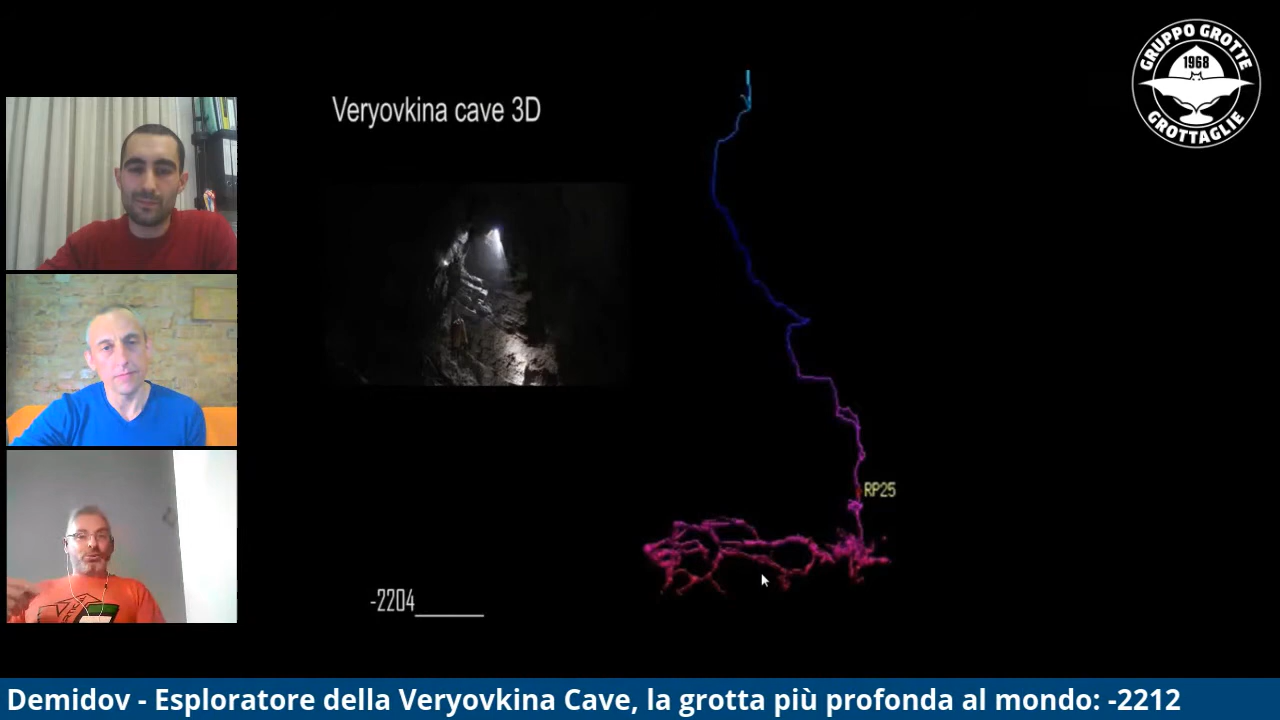 GRUPPO GROTTE
1968
GROTTAGLIE
Veryovkina cave 3D
RP25
-2204
Demidov - Esploratore della Veryovkina Cave, la grotta più profonda al mondo: -2212